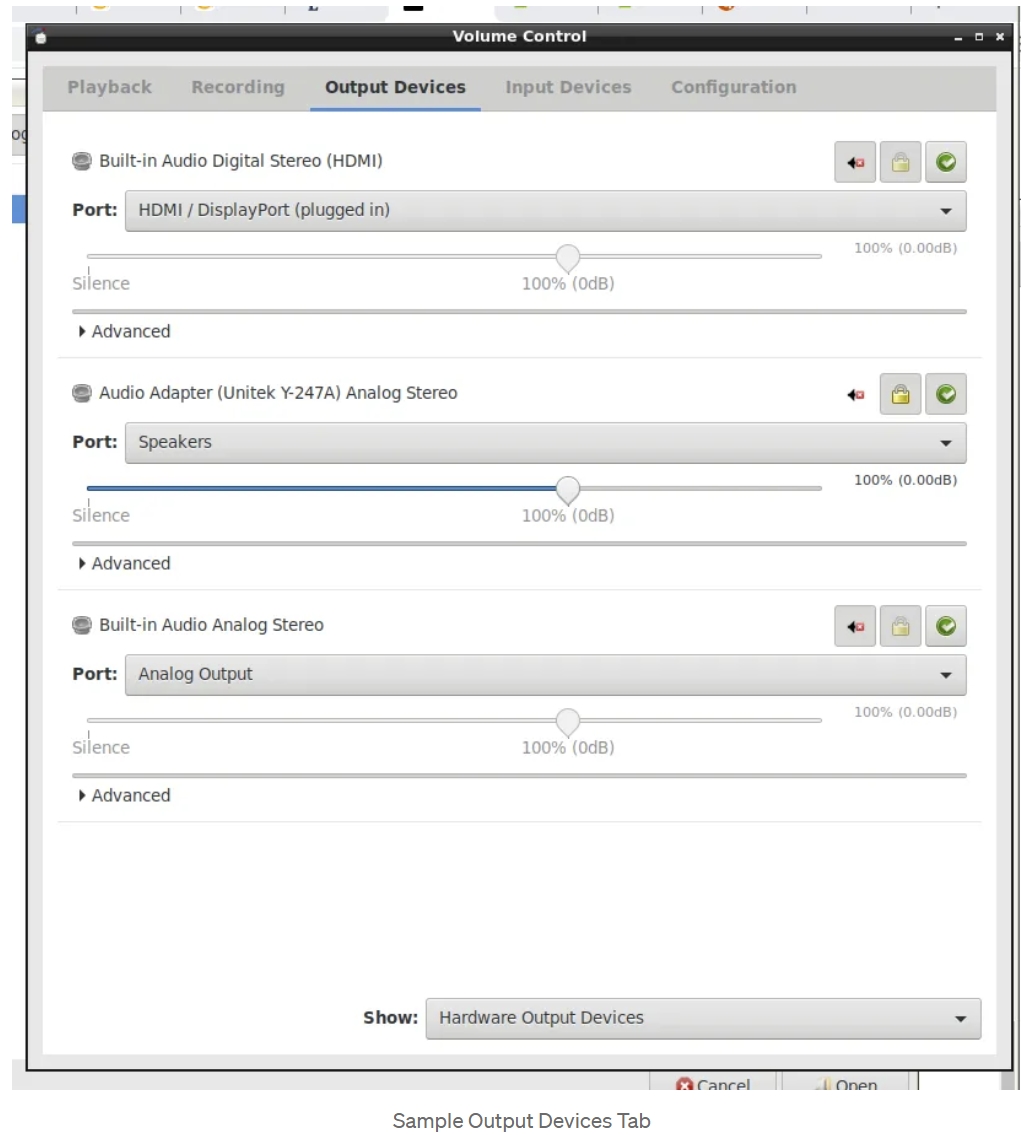 Volume Control
Playback Recording Output Devices Input Devices Configuration
Built-in Audio Digital Stereo (HDMI)
Port: HDMI / DisplayPort (plugged in)
100% (0.00dB)
Silence 100% (0dB)
Advanced
Audio Adapter (Unitek Y-247A) Analog Stereo
Port: Speakers
100% (0.00dB)
Silence 100% (0dB)
Advanced
Built-in Audio Analog Stereo
Port: Analog Output
100% (0.00dB)
Silence 100% (0dB)
Advanced
Show: Hardware Output Devices
Cancel Open
Sample Output Devices Tab